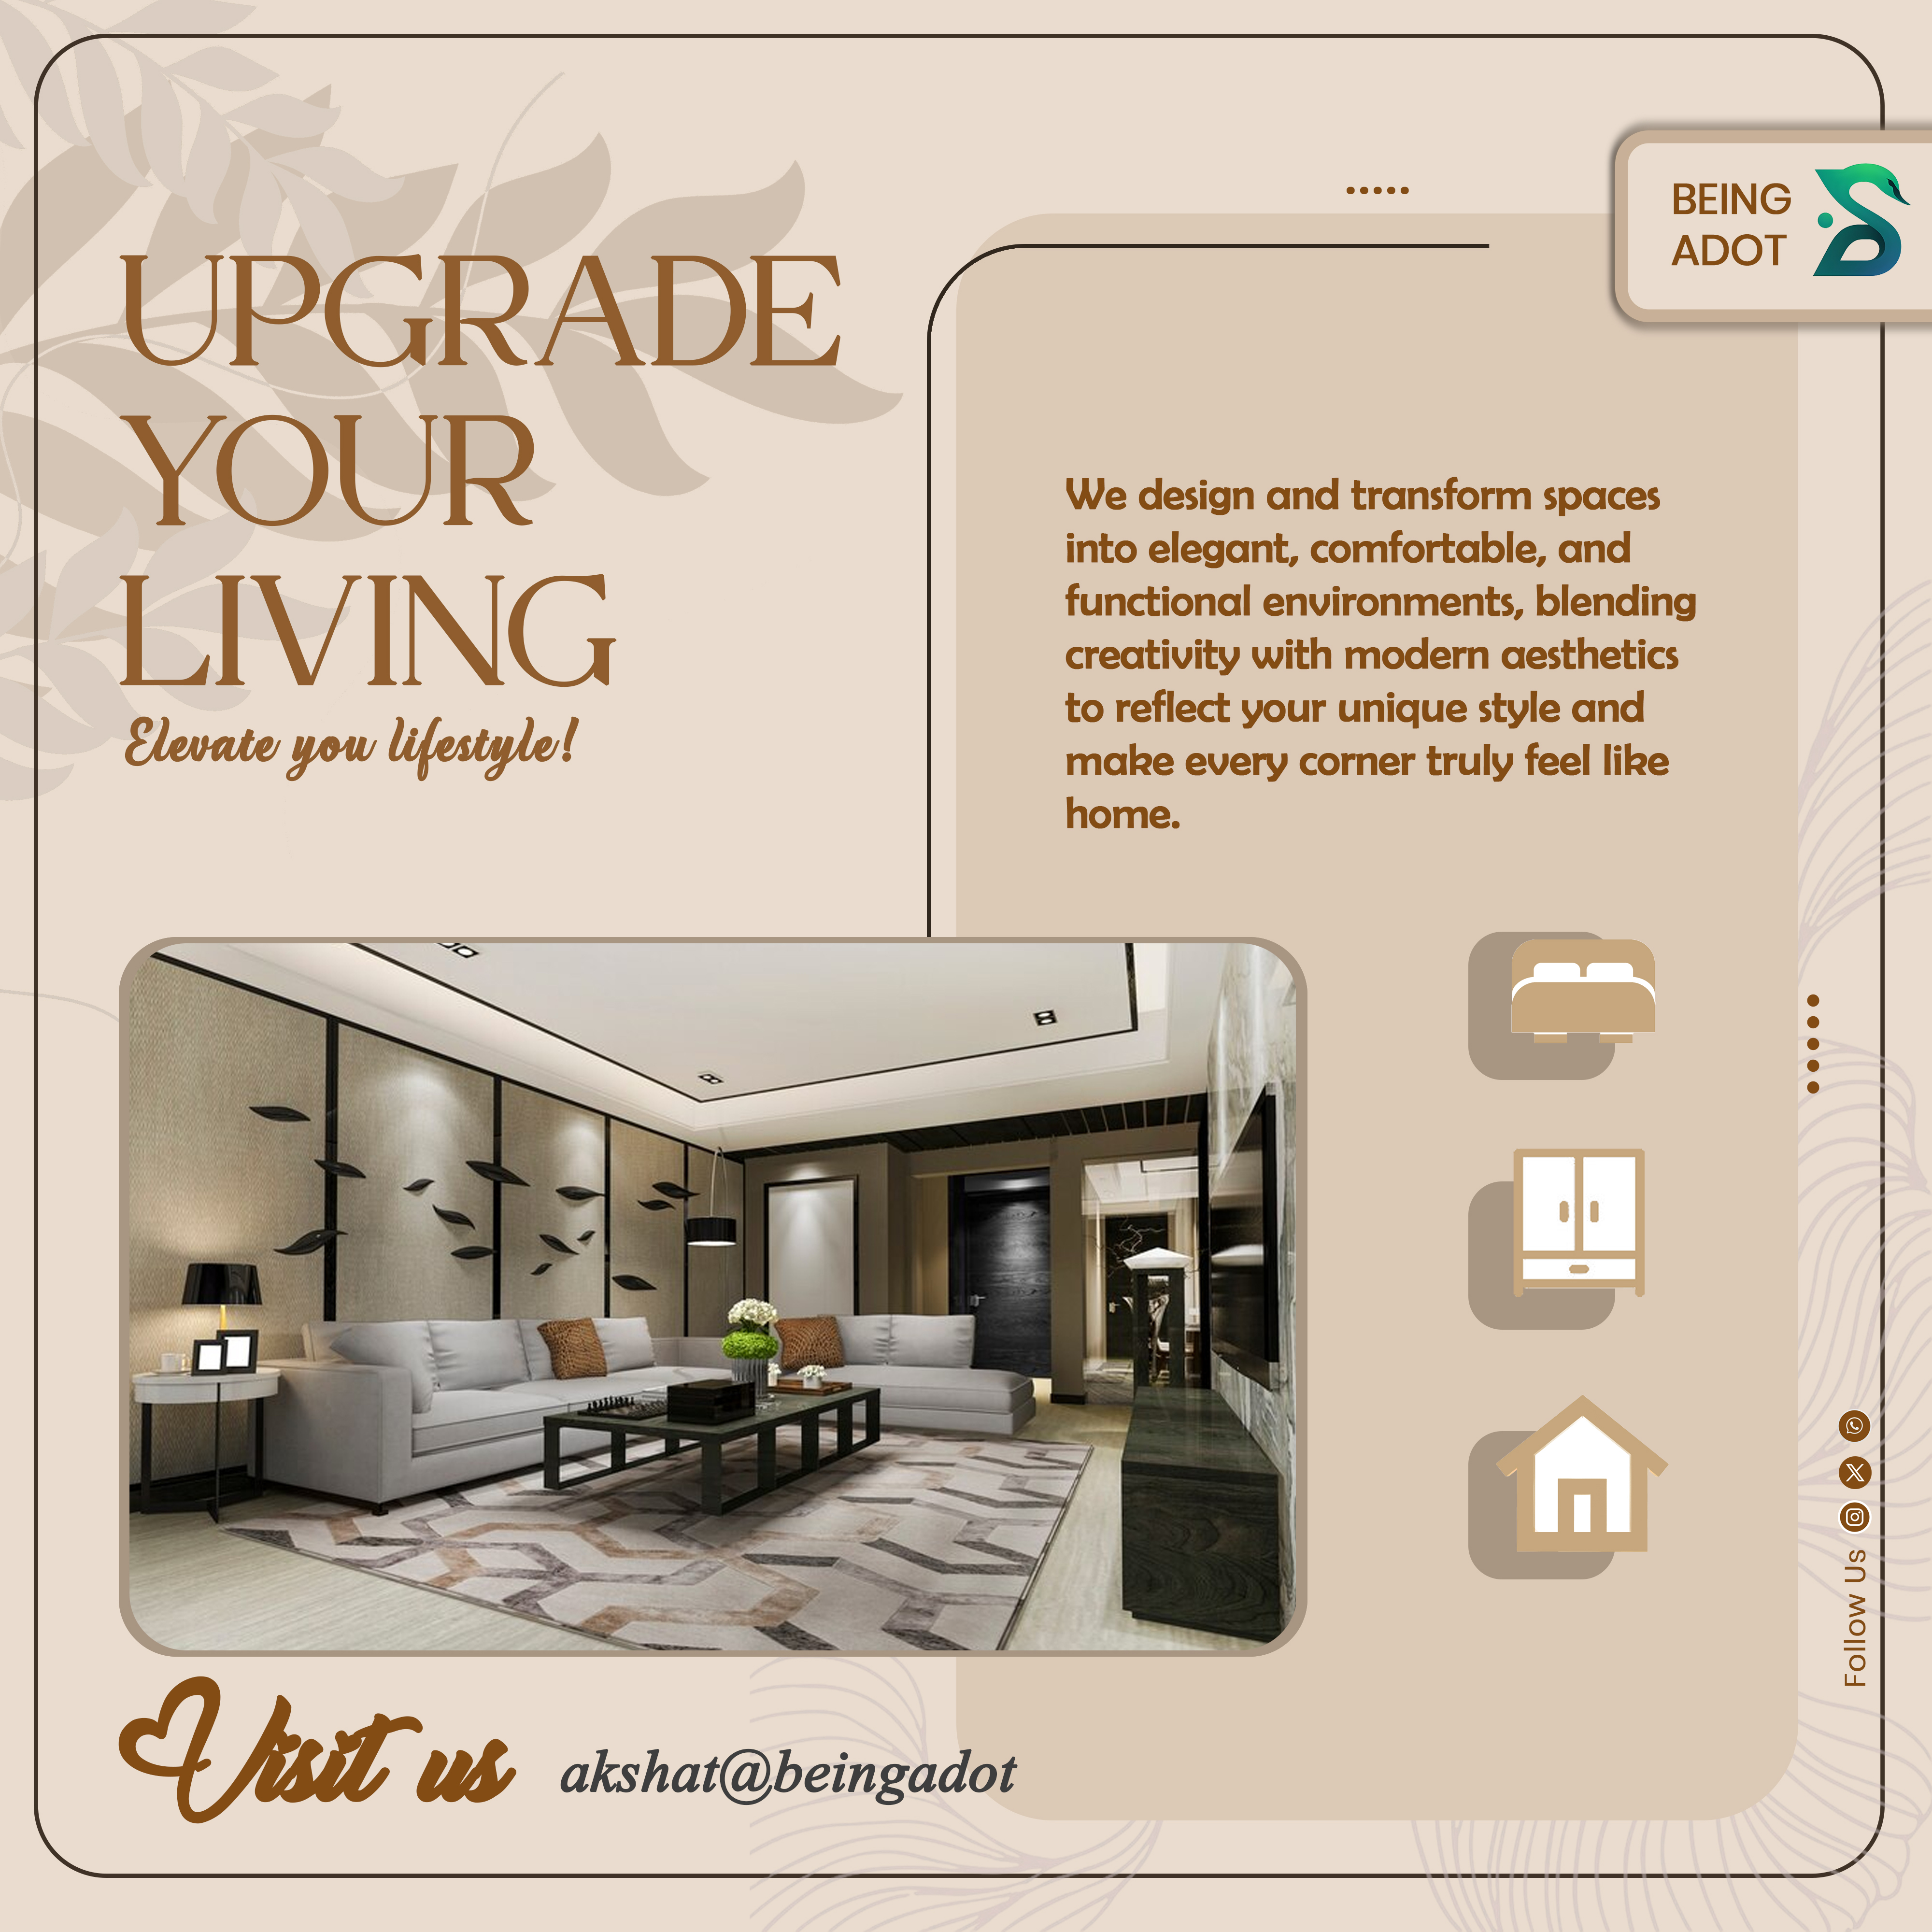 BEING
ADOT
UPGRADE
YOUR
LIVING
Elevate you lifestyle!
We design and transform spaces
into elegant, comfortable, and
functional environments, blending
creativity with modern aesthetics
to reflect your unique style and
make every corner truly feel like
home.
Follow Us
Visit us
akshat@beingadot